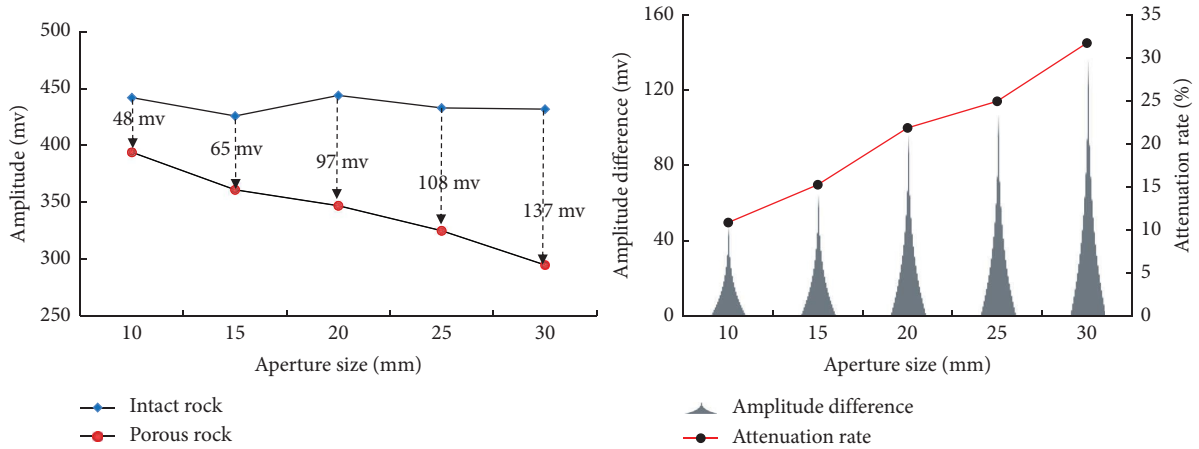 500
450
400
350
300
250
Amplitude (mv)
48 mv
65 mv
97 mv
108 mv
137 mv
10 15 20 25 30
Aperture size (mm)
Intact rock
Porous rock
160
120
80
40
0
Amplitude difference (mv)
35
30
25
20
15
10
5
0
Attenuation rate (%)
10 15 20 25 30
Aperture size (mm)
Amplitude difference
Attenuation rate